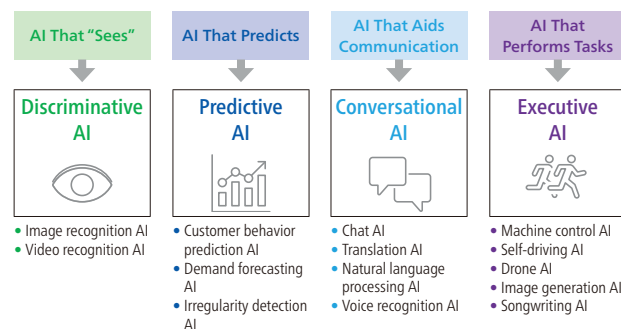 AI That “Sees”
Discriminative
AI
• Image recognition AI
• Video recognition AI
AI That Predicts
Predictive
AI
• Customer behavior
prediction AI
• Demand forecasting
AI
• Irregularity detection
AI
AI That Aids
Communication
Conversational
AI
• Chat AI
• Translation AI
• Natural language
processing AI
• Voice recognition AI
AI That
Performs Tasks
Executive
AI
• Machine control AI
• Self-driving AI
• Drone AI
• Image generation AI
• Songwriting AI